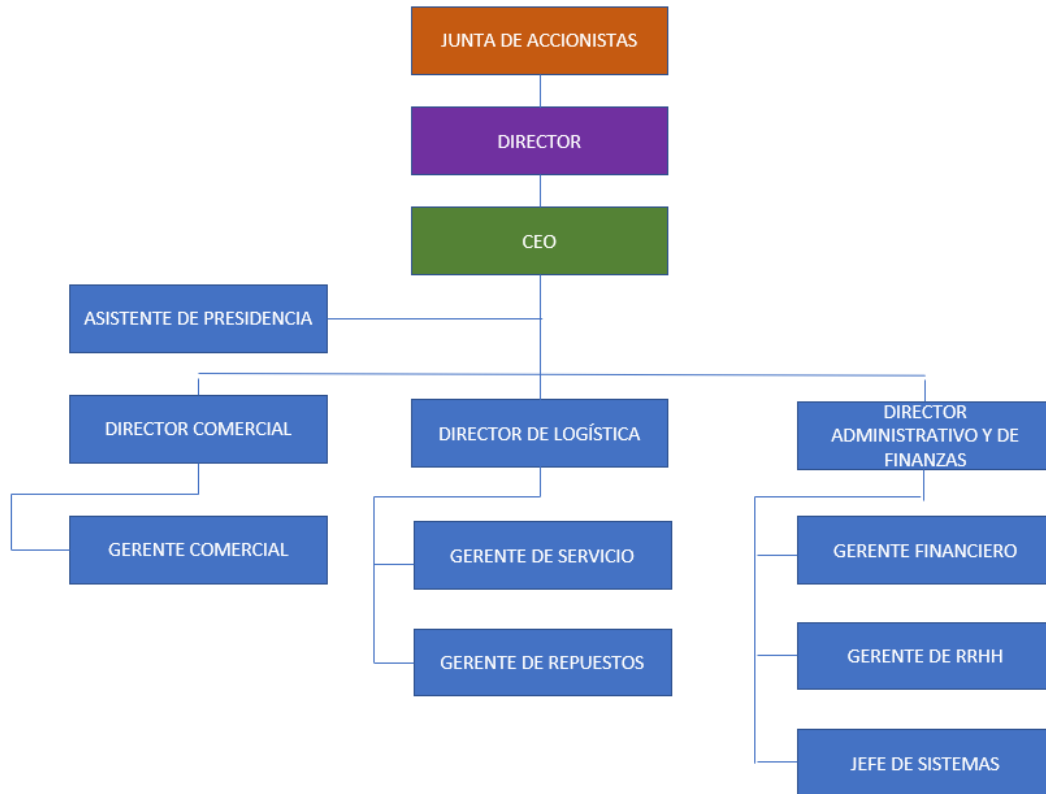 JUNTA DE ACCIONISTAS
DIRECTOR
CEO
ASISTENTE DE PRESIDENCIA
DIRECTOR COMERCIAL
DIRECTOR DE LOGÍSTICA
DIRECTOR
ADMINISTRATIVO Y DE
FINANZAS
GERENTE COMERCIAL
GERENTE DE SERVICIO
GERENTE FINANCIERO
GERENTE DE REPUESTOS
GERENTE DE RRHH
JEFE DE SISTEMAS